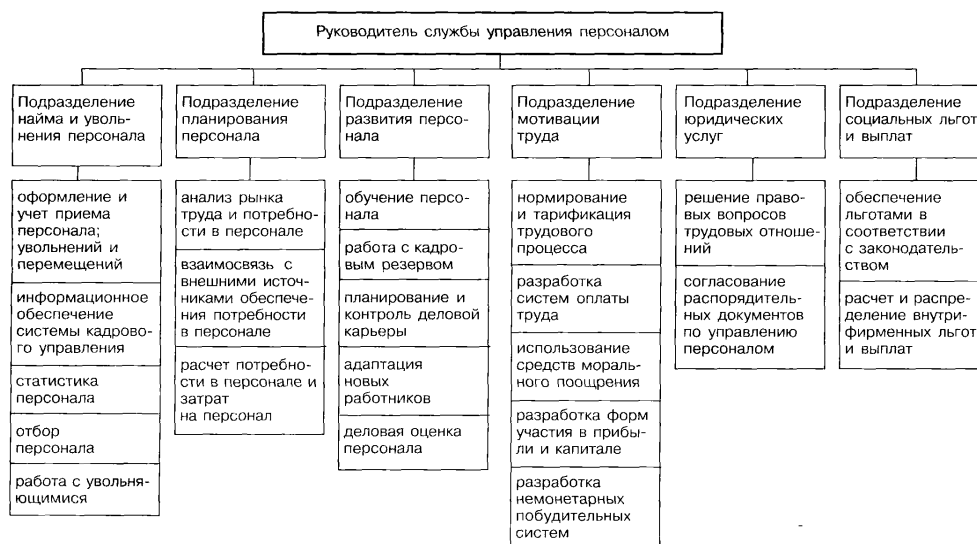 Руководитель службы управления персоналом
Подразделение
найма и уволь-
нения персонала
оформление и
учет приема
персонала;
увольнений и
перемещений
информационное
обеспечение
системы кадрово-
го управления
статистика
персонала
отбор
персонала
работа с увольня-
ющимися
Подразделение
планирования
персонала
анализ рынка
труда и потребно-
сти в персонале
взаимосвязь с
внешними источ-
никами обеспече-
ния потребности
в персонале
расчет потребно-
сти в персонале и
затрат
на персонал
Подразделение
развития персо-
нала
обучение персо-
нала
работа с кадро-
вым резервом
планирование и
контроль деловой
карьеры
адаптация
новых
работников
деловая оценка
персонала
Подразделение
мотивации
труда
нормирование
и тарификация
трудового
процесса
разработка
систем оплаты
труда
использование
средств мораль-
ного поощрения
разработка форм
участия в прибы-
ли и капитале
разработка
немонетарных
побудительных
систем
Подразделение
юридических
услуг
решение право-
вых вопросов
трудовых отноше-
ний
согласование
распорядитель-
ных документов
по управлению
персоналом
Подразделение
социальных льгот
и выплат
обеспечение
льготами в
соответствии
с законодатель-
ством
расчет и распре-
деление внутри-
фирменных льгот
и выплат